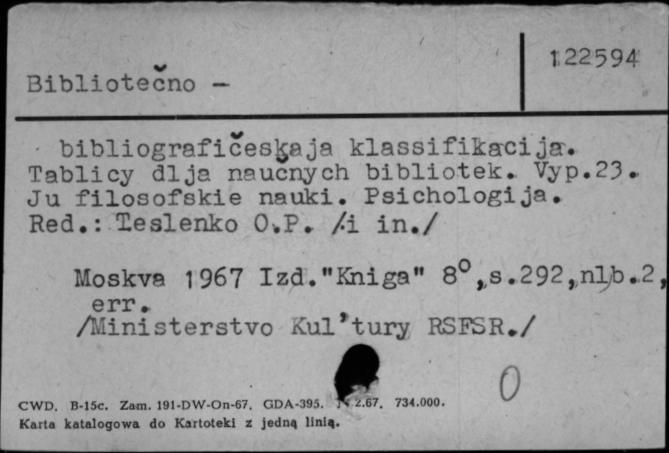 122594
Bibliotečno -
bibliografičeskaja klassifikacija.
Tablicy dlja naučnych bibliotek. Vyp.23.
Ju filosofskie nauki. Psichologija.
Red.: Teslenko O.P. /i in./
Moskva 1967 Izd."Kniga" 8°,s.292,nlb.2,
err.
/Ministerstvo Kul'tury RSFSR./
0
CWD. B-15c. Zam. 191-DW-On-67. GDA-395. 2.67. 734.000.
Karta katalogowa do Kartoteki z jedną linią.